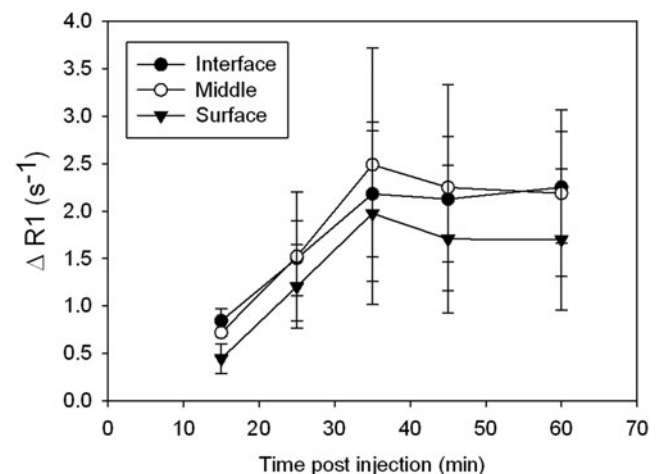 4.0
3.5
3.0
2.5
2.0
1.5
1.0
0.5
0.0
Δ R1 (s⁻¹)
Interface
Middle
Surface
0 10 20 30 40 50 60 70
Time post injection (min)